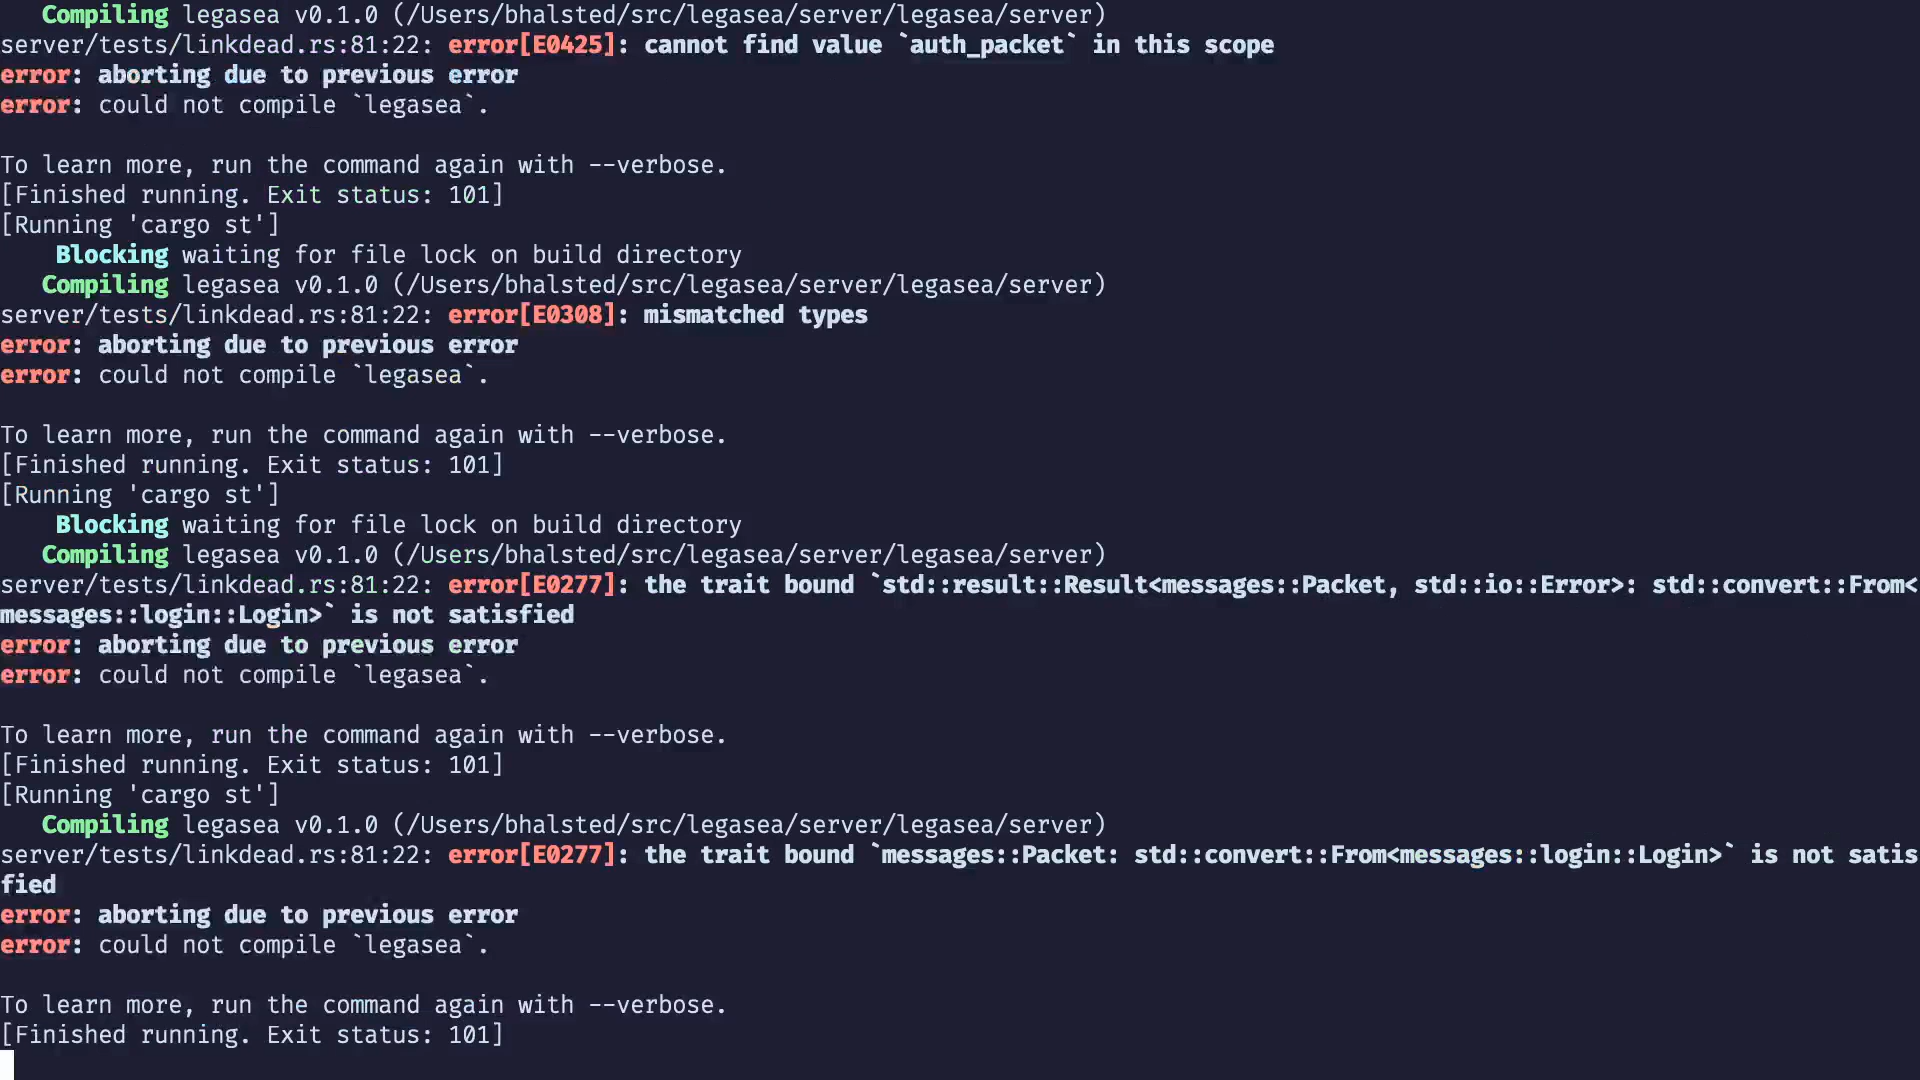 Compiling legasea v0.1.0 (/Users/bhalsted/src/legasea/server/legasea/server)
server/tests/linkdead.rs:81:22: error[E0425]: cannot find value `auth_packet` in this scope
error: aborting due to previous error
error: could not compile `legasea`.
To learn more, run the command again with --verbose.
[Finished running. Exit status: 101]
[Running 'cargo st']
Blocking waiting for file lock on build directory
Compiling legasea v0.1.0 (/Users/bhalsted/src/legasea/server/legasea/server)
server/tests/linkdead.rs:81:22: error[E0308]: mismatched types
error: aborting due to previous error
error: could not compile `legasea`.
To learn more, run the command again with --verbose.
[Finished running. Exit status: 101]
[Running 'cargo st']
Blocking waiting for file lock on build directory
Compiling legasea v0.1.0 (/Users/bhalsted/src/legasea/server/legasea/server)
server/tests/linkdead.rs:81:22: error[E0277]: the trait bound `std::result::Result<messages::Packet, std::io::Error>: std::convert::From<
messages::login::Login>` is not satisfied
error: aborting due to previous error
error: could not compile `legasea`.
To learn more, run the command again with --verbose.
[Finished running. Exit status: 101]
[Running 'cargo st']
Compiling legasea v0.1.0 (/Users/bhalsted/src/legasea/server/legasea/server)
server/tests/linkdead.rs:81:22: error[E0277]: the trait bound `messages::Packet: std::convert::From<messages::login::Login>` is not satis
fied
error: aborting due to previous error
error: could not compile `legasea`.
To learn more, run the command again with --verbose.
[Finished running. Exit status: 101]